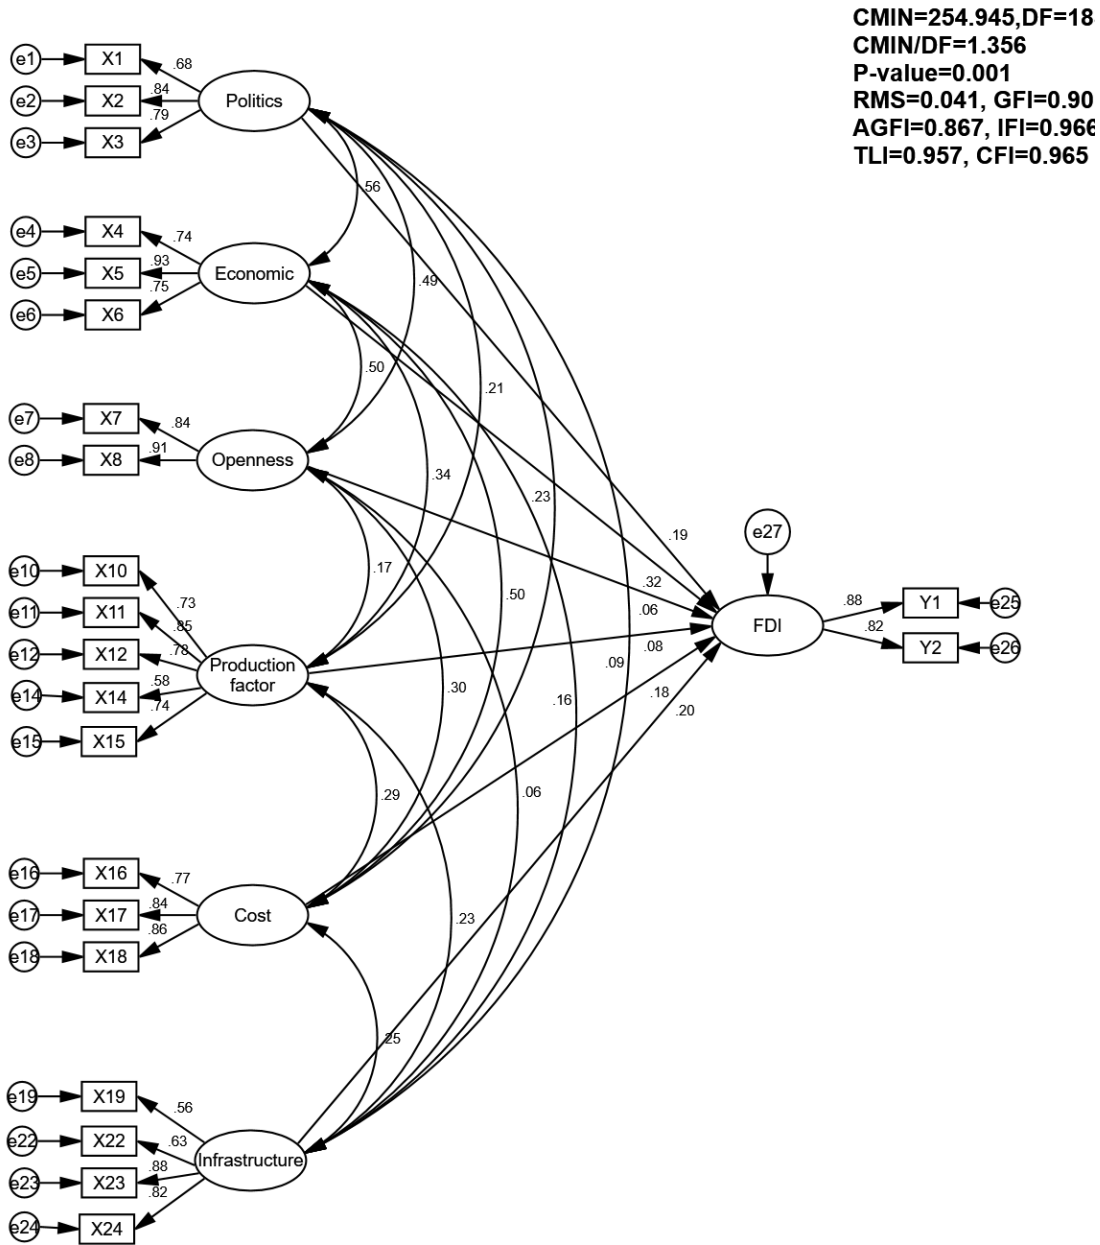 CMIN=254.945,DF=18
CMIN/DF=1.356
P-value=0.001
RMS=0.041, GFI=0.90
AGFI=0.867, IFI=0.966
TLI=0.957, CFI=0.965
e1 X1 .68
e2 X2 .84
e3 X3 .79
Politics
.56
e4 X4 .74
e5 X5 .93
e6 X6 .75
Economic
.49
.50
.21
e7 X7 .84
e8 X8 .91
Openness
.34
.23
.19
e27
e10 X10 .73
e11 X11 .85
e12 X12 .78
e14 X14 .58
e15 X15 .74
Production
factor
.17
.50
.32
.06
.08
.09
.18
.20
.30
.16
FDI
.88 Y1 e25
.82 Y2 e26
.29
.06
e16 X16 .77
e17 X17 .84
e18 X18 .86
Cost
.23
.25
e19 X19 .56
e22 X22 .63
e23 X23 .88
e24 X24 .82
Infrastructure